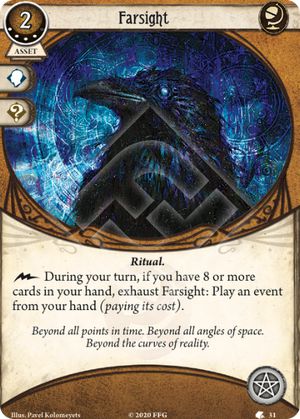 Farsight
2
ASSET
Ritual.
During your turn, if you have 8 or more
cards in your hand, exhaust Farsight: Play an event
from your hand (paying its cost).
Beyond all points in time. Beyond all angles of space.
Beyond the curves of reality.
Illus. Pavel Kolomeyets
© 2020 FFG
31